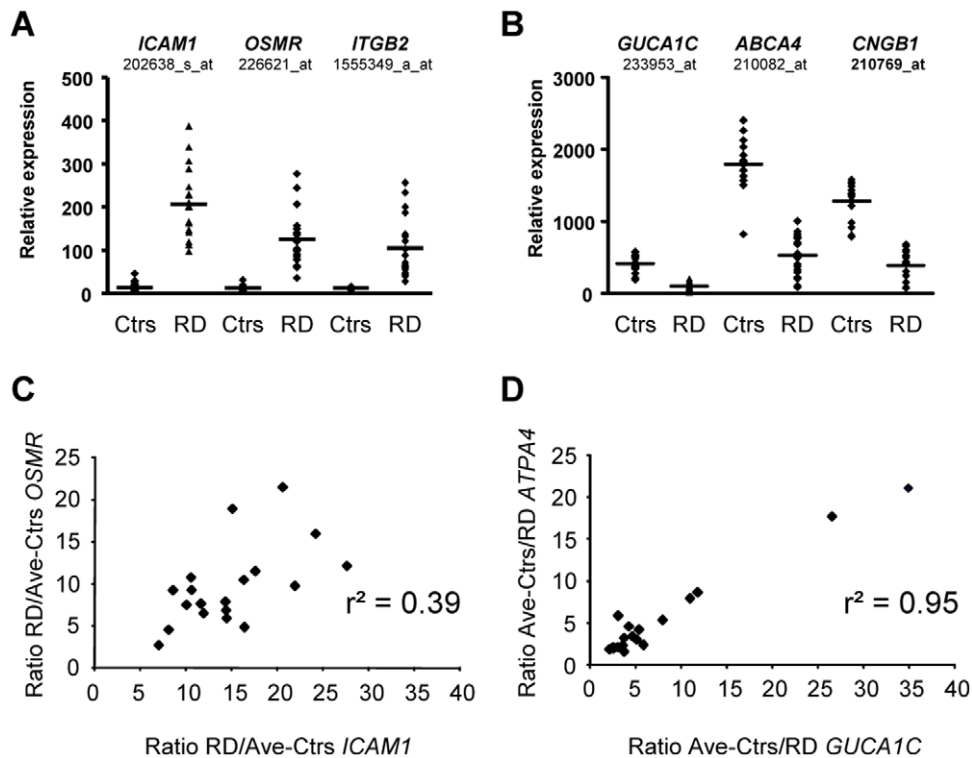 A
ICAM1 OSMR ITGB2
202638_s_at 226621_at 1555349_a_at
Relative expression
500
400
300
200
100
0
Ctrs RD Ctrs RD Ctrs RD
B
GUCA1C ABCA4 CNGB1
233953_at 210082_at 210769_at
Relative expression
3000
2000
1000
0
Ctrs RD Ctrs RD Ctrs RD
C
Ratio RD/Ave-Ctrs OSMR
25
20
15
10
5
0
r² = 0.39
0 5 10 15 20 25 30 35 40
Ratio RD/Ave-Ctrs ICAM1
D
Ratio Ave-Ctrs/RD ATPA4
25
20
15
10
5
0
r² = 0.95
0 5 10 15 20 25 30 35 40
Ratio Ave-Ctrs/RD GUCA1C